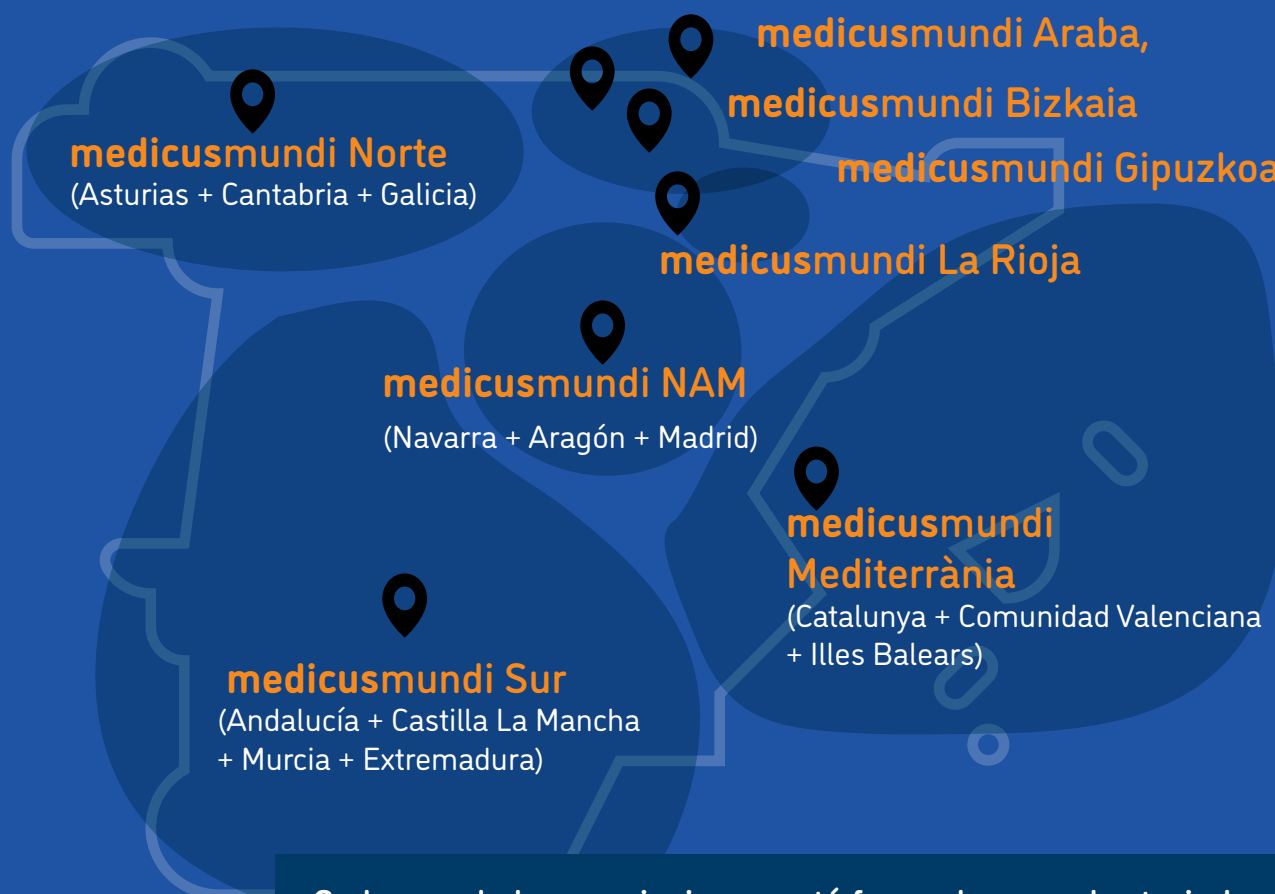 medicusmundi Araba,
medicusmundi Bizkaia
medicusmundi Gipuzkoa
medicusmundi Norte
(Asturias + Cantabria + Galicia)
medicusmundi La Rioja
medicusmundi NAM
(Navarra + Aragón + Madrid)
medicusmundi
Mediterrània
(Catalunya + Comunidad Valenciana
+ Illes Balears)
medicusmundi Sur
(Andalucía + Castilla La Mancha
+ Murcia + Extremadura)